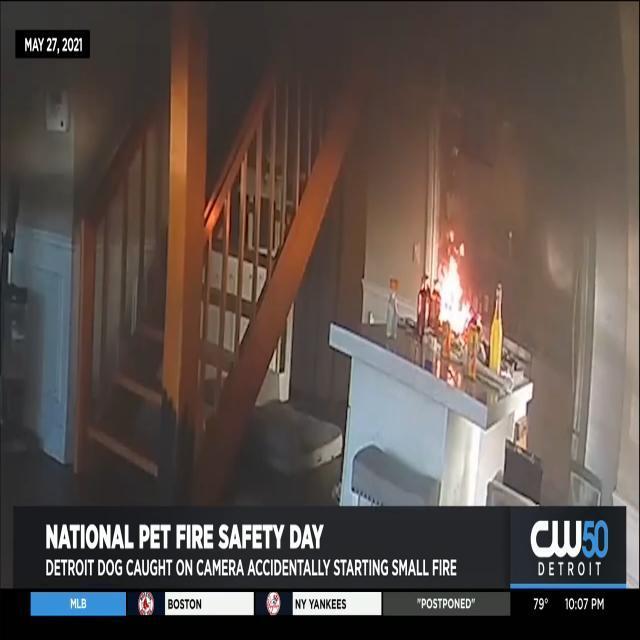 MAY 27, 2021
NATIONAL PET FIRE SAFETY DAY
DETROIT DOG CAUGHT ON CAMERA ACCIDENTALLY STARTING SMALL FIRE
CW50
DETROIT
MLB BOSTON NY YANKEES "POSTPONED" 79° 10:07 PM